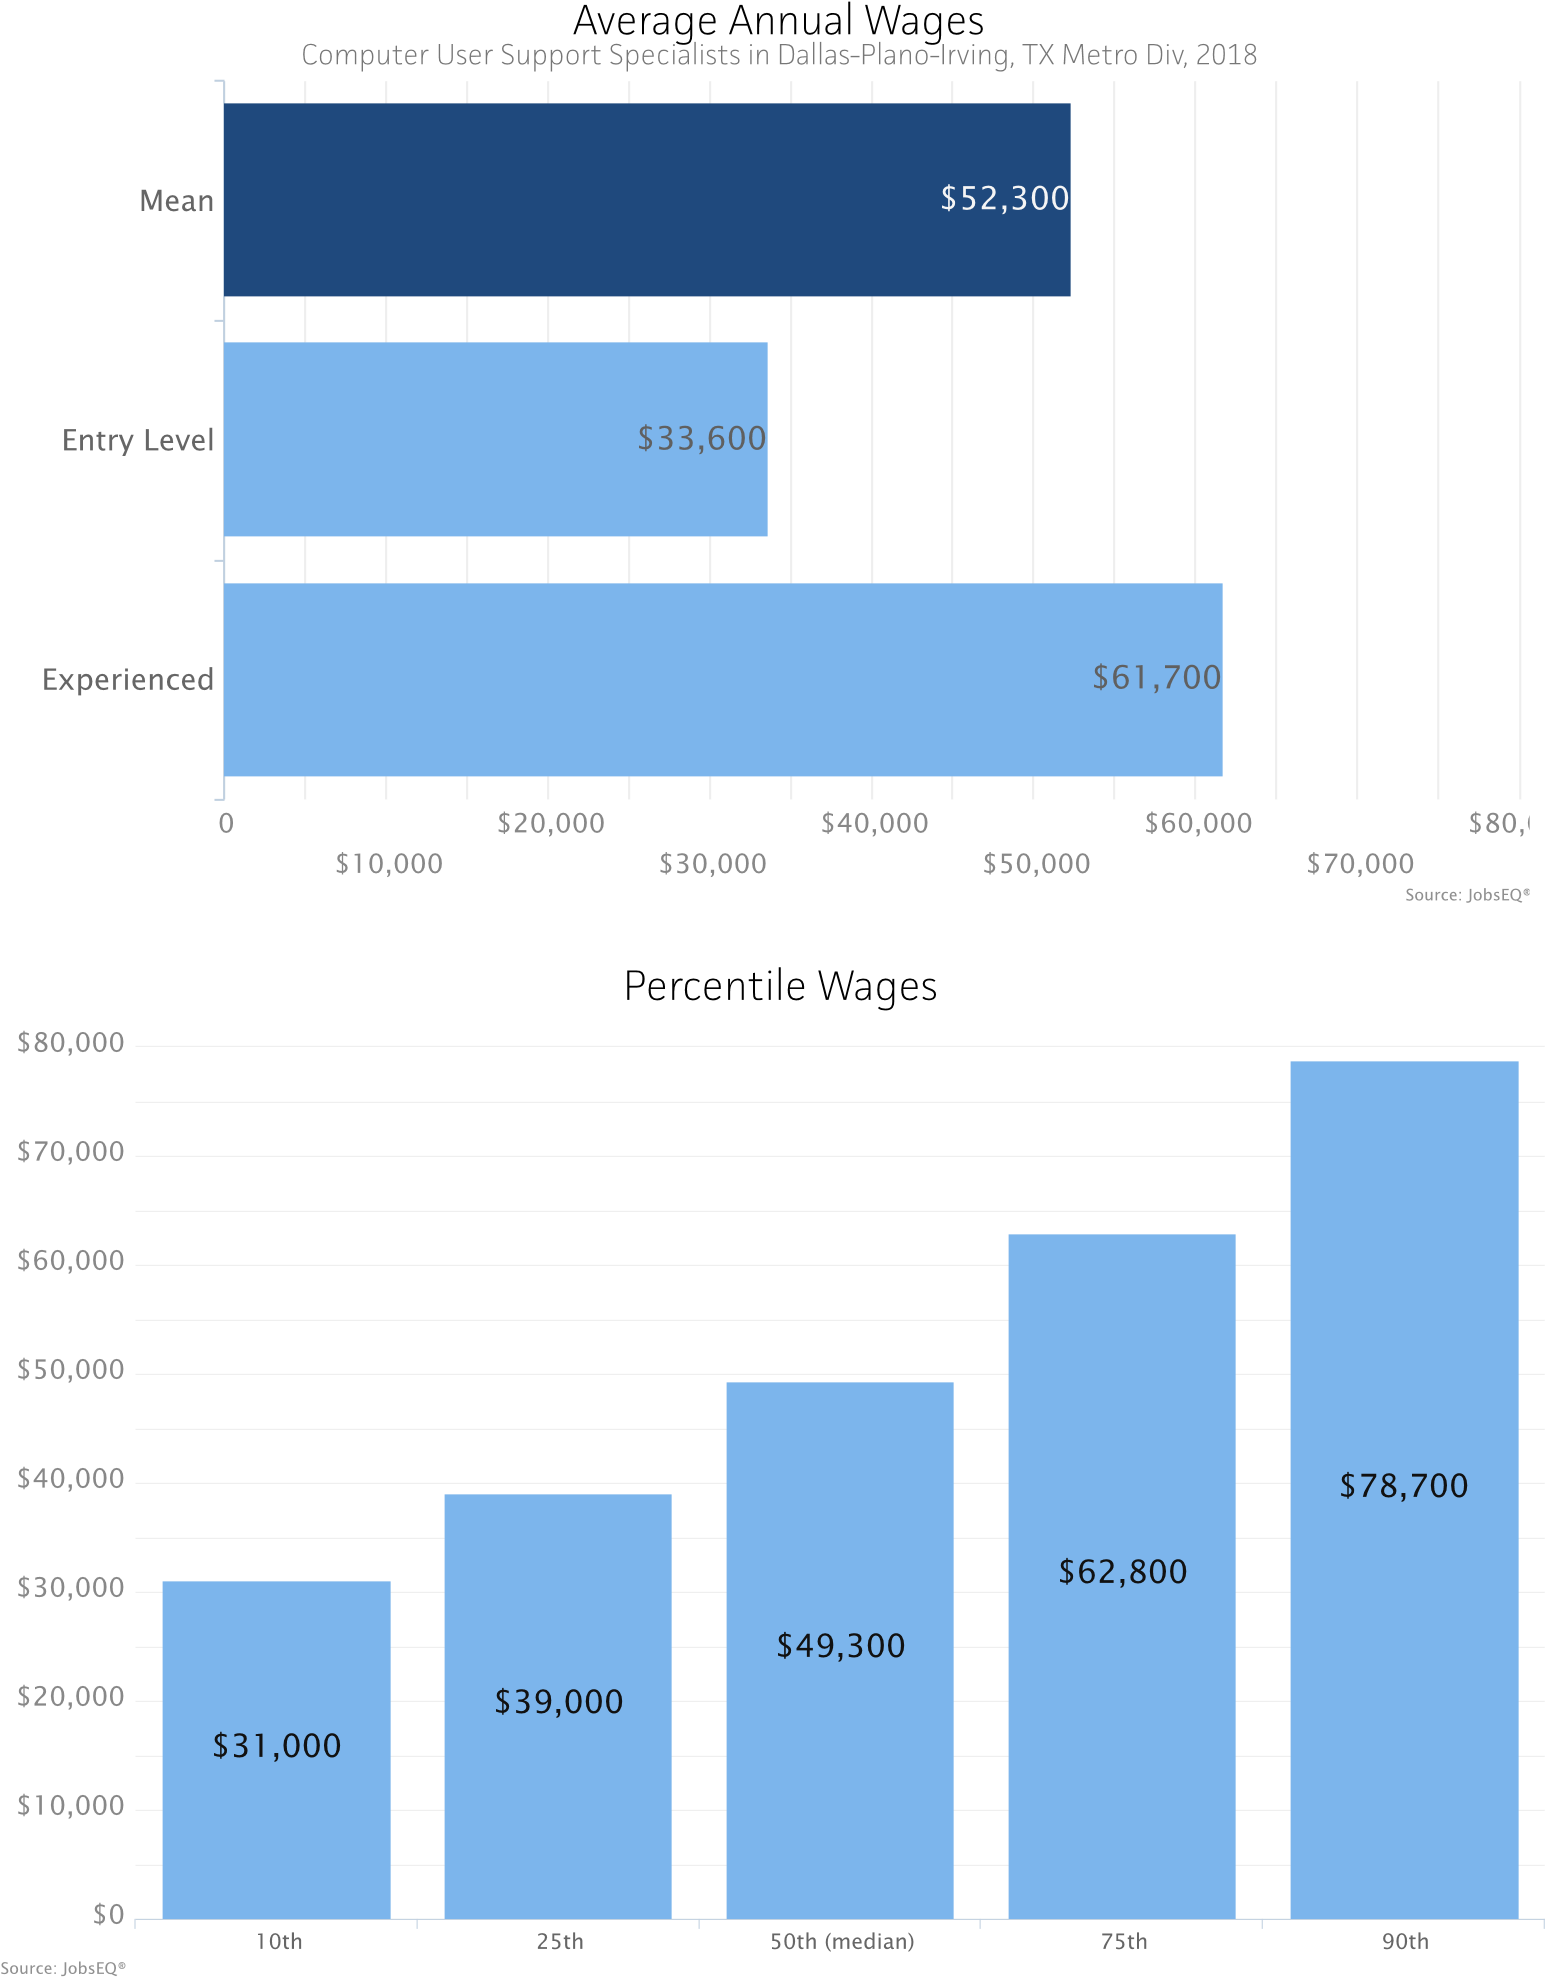 Average Annual Wages
Computer User Support Specialists in Dallas-Plano-Irving, TX Metro Div, 2018
Mean
$52,300
Entry Level
$33,600
Experienced
$61,700
0 $20,000 $40,000 $60,000 $80,
$10,000 $30,000 $50,000 $70,000
Source: JobsEQ®
Percentile Wages
$80,000
$70,000
$60,000
$50,000
$40,000
$30,000
$20,000
$10,000
$0
$31,000
$39,000
$49,300
$62,800
$78,700
10th 25th 50th (median) 75th 90th
Source: JobsEQ®